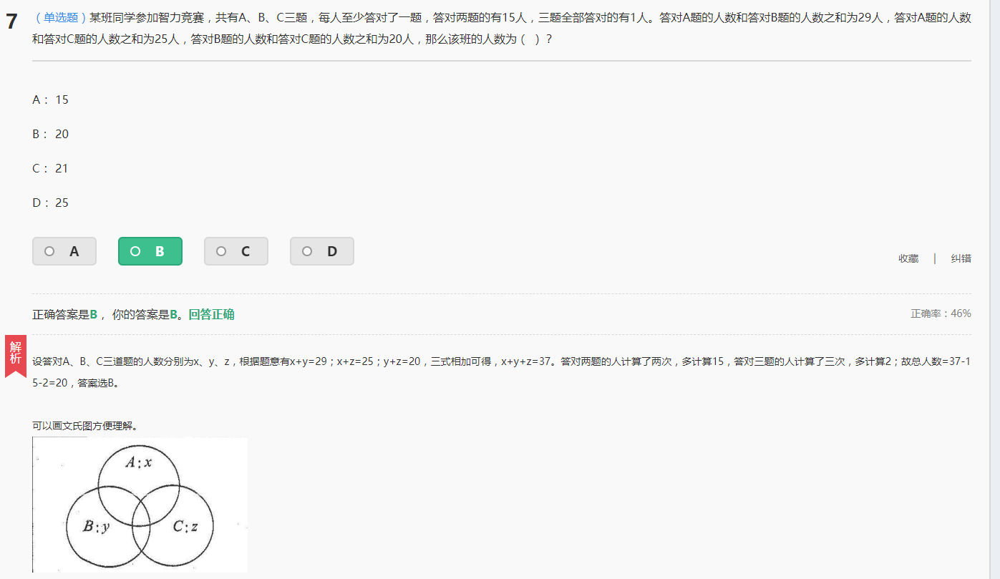 7 （单选题）某班同学参加智力竞赛，共有A、B、C三题，每人至少答对了一题，答对两题的有15人，三题全部答对的有1人。答对A题的人数和答对B题的人数之和为29人，答对A题的人数
和答对C题的人数之和为25人，答对B题的人数和答对C题的人数之和为20人，那么该班的人数为（ ）？
A： 15
B： 20
C： 21
D： 25
A B C D
收藏 | 纠错
正确答案是B， 你的答案是B。回答正确 正确率：46%
解析
设答对A、B、C三道题的人数分别为x、y、z，根据题意有x+y=29；x+z=25；y+z=20，三式相加可得，x+y+z=37。答对两题的人计算了两次，多计算15，答对三题的人计算了三次，多计算2；故总人数=37-1
5-2=20，答案选B。
可以画文氏图方便理解。
A:x
B:y C:z